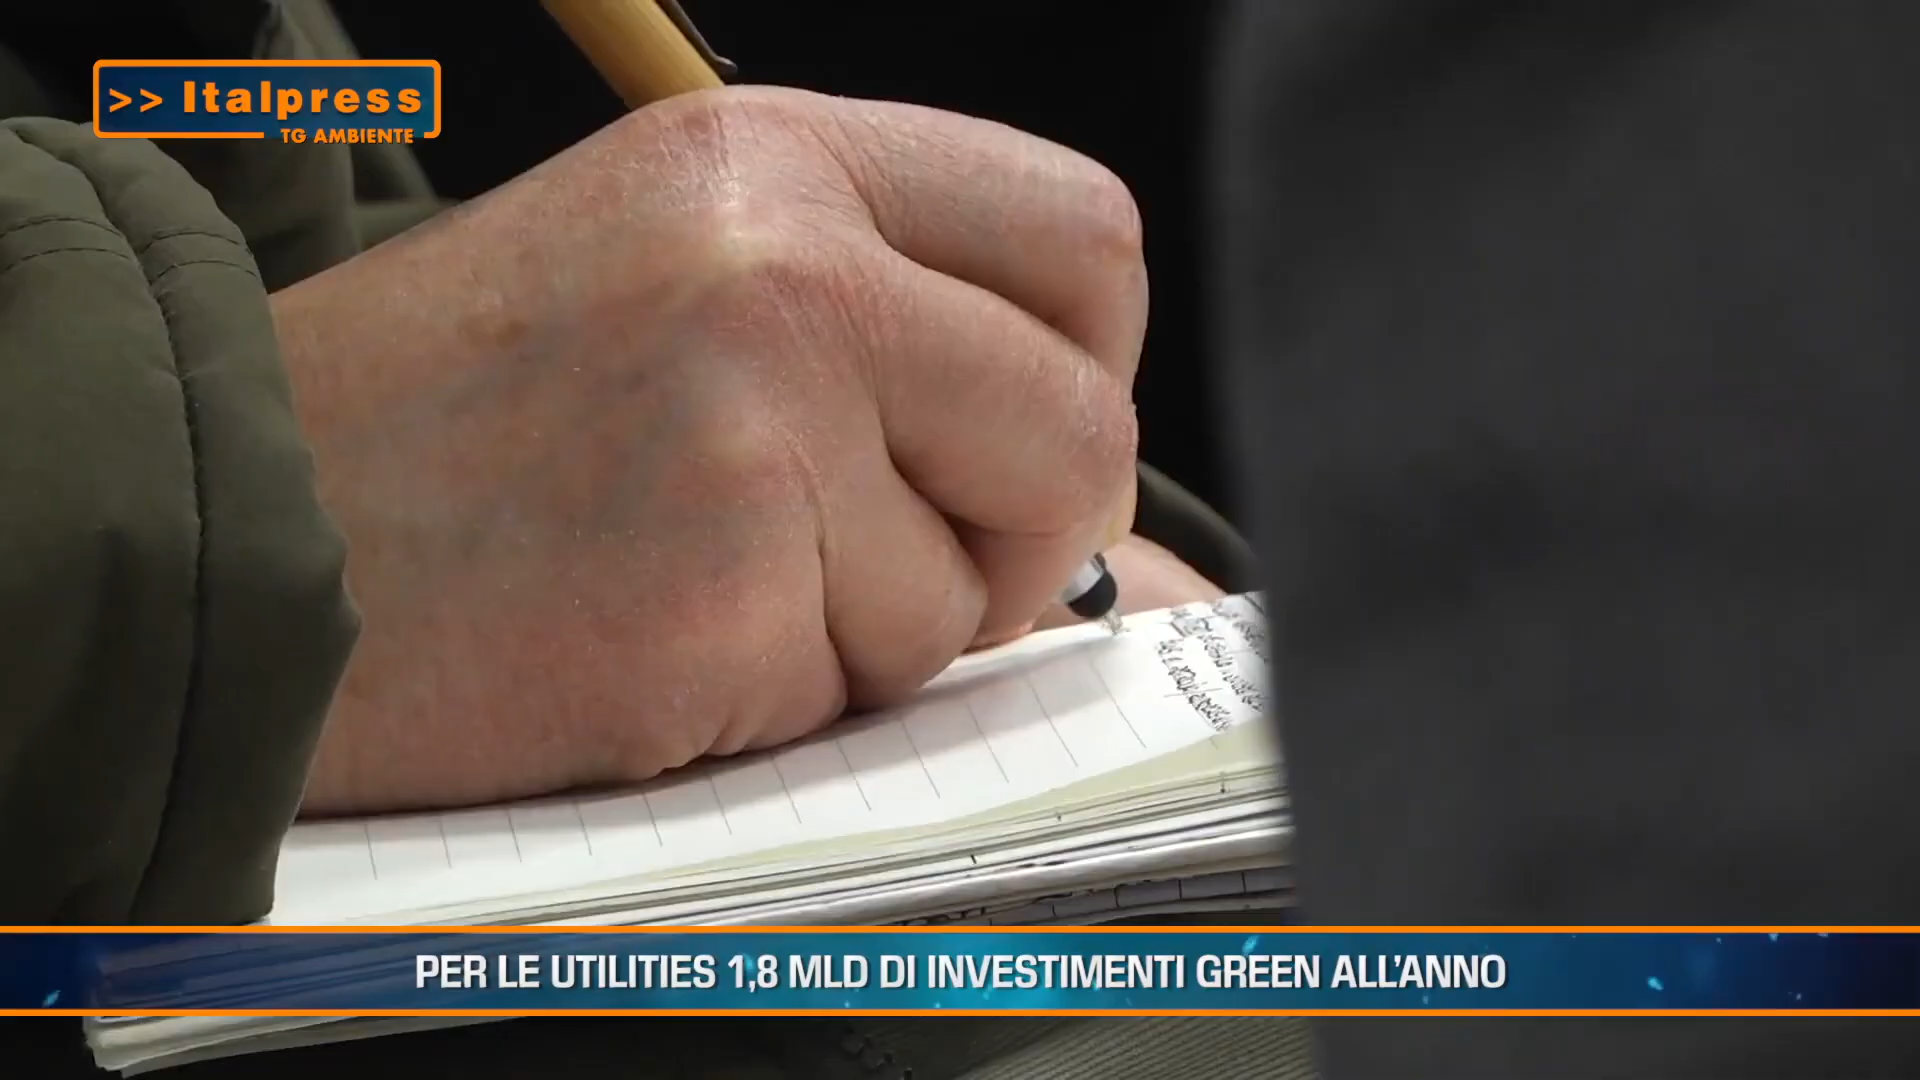 >> Italpress
TG AMBIENTE
PER LE UTILITIES 1,8 MLD DI INVESTIMENTI GREEN ALL'ANNO